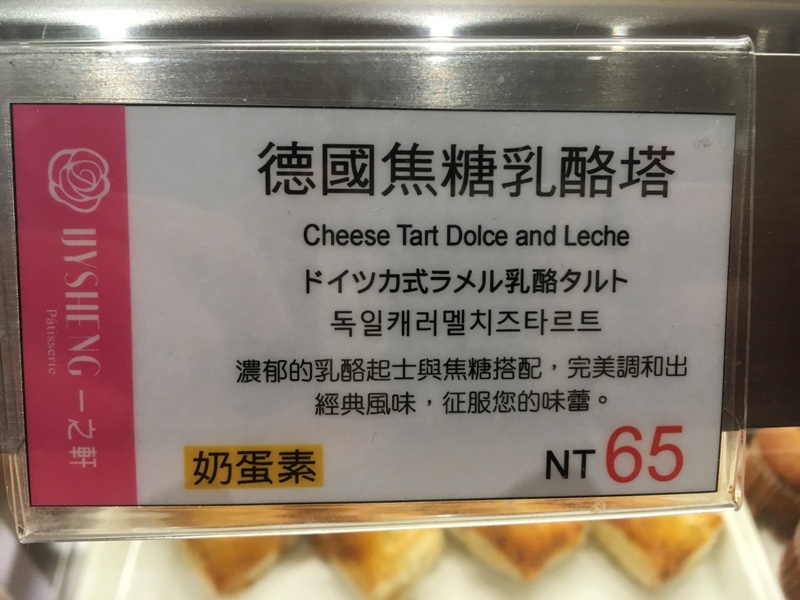 IJYSHENG 一之軒
Pâtisserie
德國焦糖乳酪塔
Cheese Tart Dolce and Leche
ドイツカ式ラメル乳酪タルト
독일캐러멜치즈타르트
濃郁的乳酪起士與焦糖搭配，完美調和出
經典風味，征服您的味蕾。
奶蛋素
NT 65